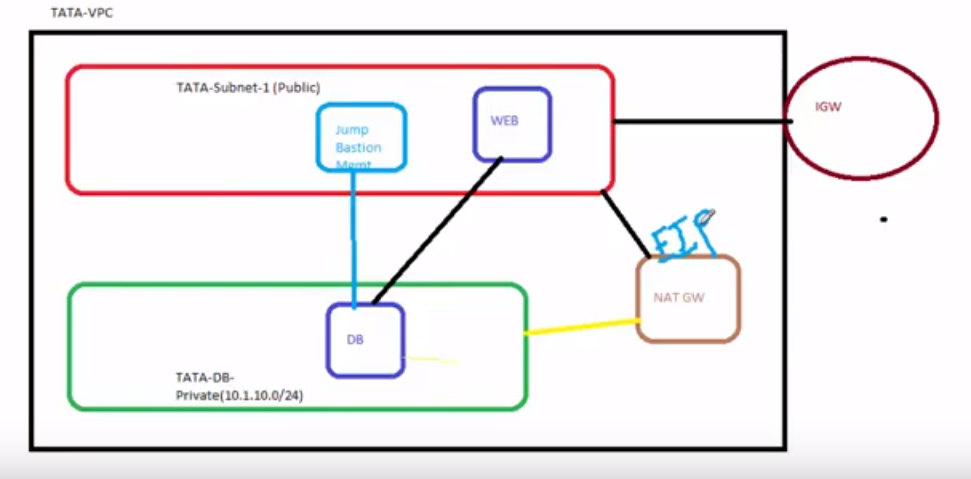 TATA-VPC
TATA-Subnet-1 (Public)
Jump
Bastion
Mgmt
WEB
IGW
EIP
NAT GW
DB
TATA-DB-
Private(10.1.10.0/24)